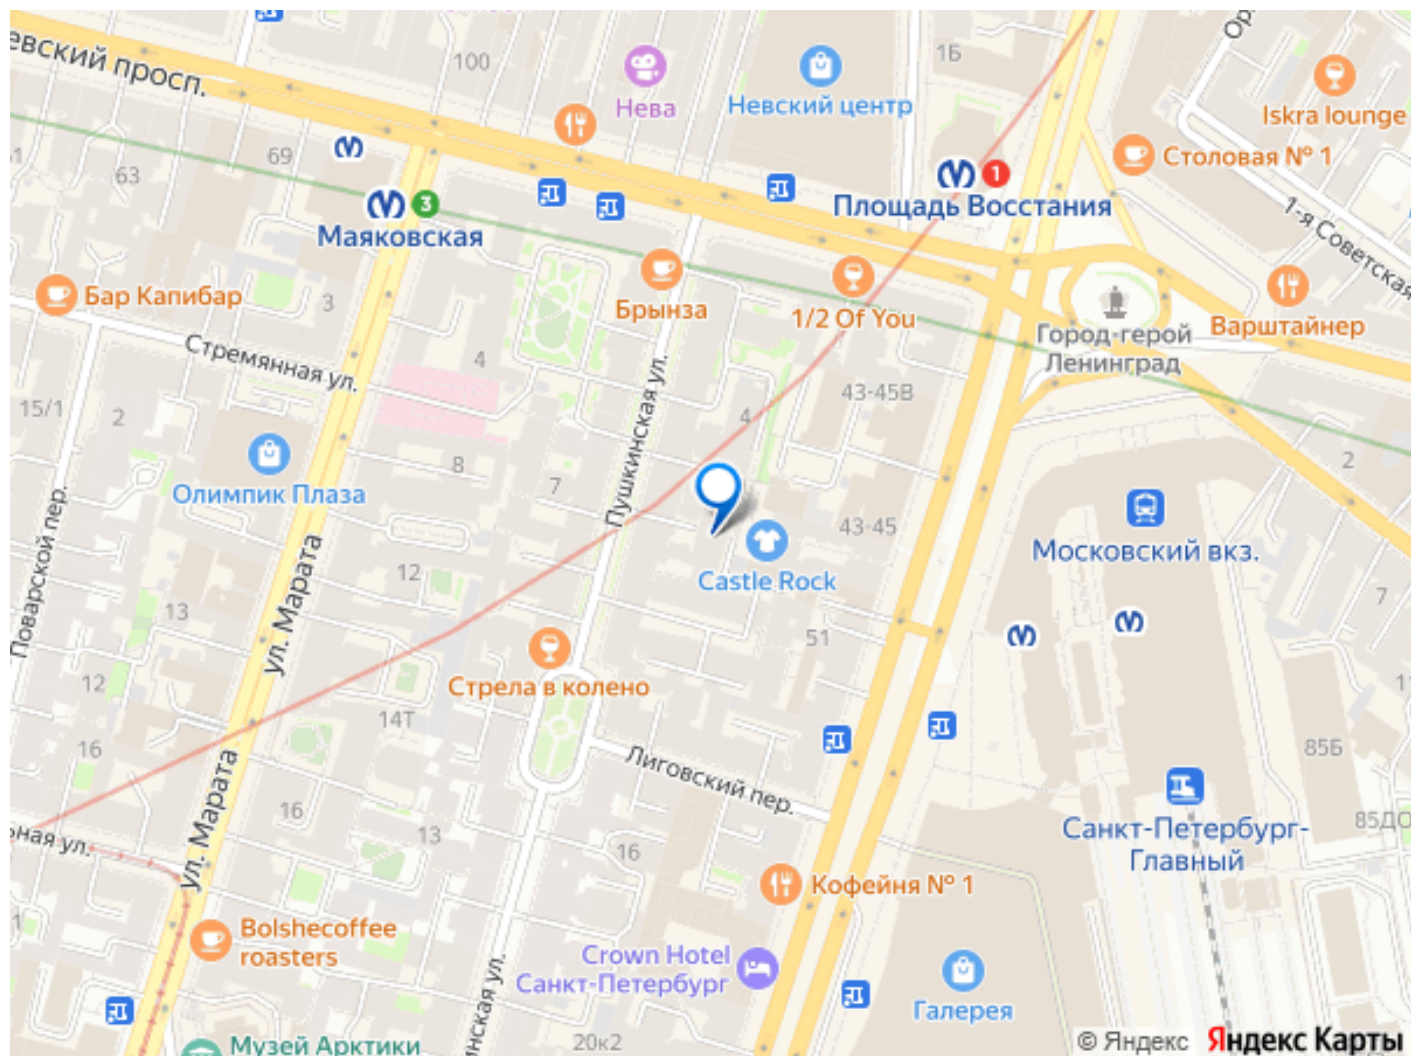 100
1Б
Нева
Невский центр
Iskra lounge
Столовая № 1
69
63
3
Маяковская
1
Площадь Восстания
1-я Советская
Бар Капибар
3
Брынза
1/2 Of You
Город-герой
Ленинград
Варштайнер
Стремянная ул.
4
43-45В
15/1
2
4
Пушкинская ул.
Олимпик Плаза
8
7
2
43-45
Московский вкз.
Castle Rock
Поварской пер.
ул. Марата
12
13
51
7
12
Стрела в колено
14Т
16
Лиговский пер.
85Б
ул. Марата
16
13
16
Санкт-Петербург-
Главный
85ДО
Кофейня № 1
Bolshecoffee
roasters
Crown Hotel
Санкт-Петербург
Галерея
20к2
Музей Арктики
© Яндекс Яндекс Карты